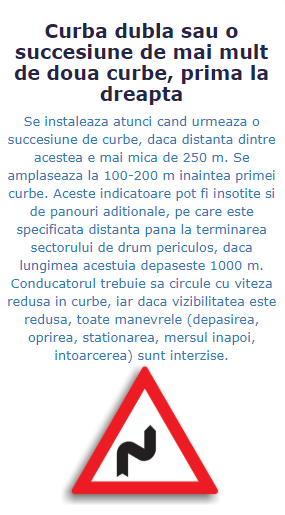 Curba dubla sau o
succesiune de mai mult
de doua curbe, prima la
dreapta
Se instaleaza atunci cand urmeaza o
succesiune de curbe, daca distanta dintre
acestea e mai mica de 250 m. Se
amplaseaza la 100-200 m inaintea primei
curbe. Aceste indicatoare pot fi insotite si
de panouri aditionale, pe care este
specificata distanta pana la terminarea
sectorului de drum periculos, daca
lungimea acestuia depaseste 1000 m.
Conducatorul trebuie sa circule cu viteza
redusa in curbe, iar daca vizibilitatea este
redusa, toate manevrele (depasirea,
oprirea, stationarea, mersul inapoi,
intoarcerea) sunt interzise.